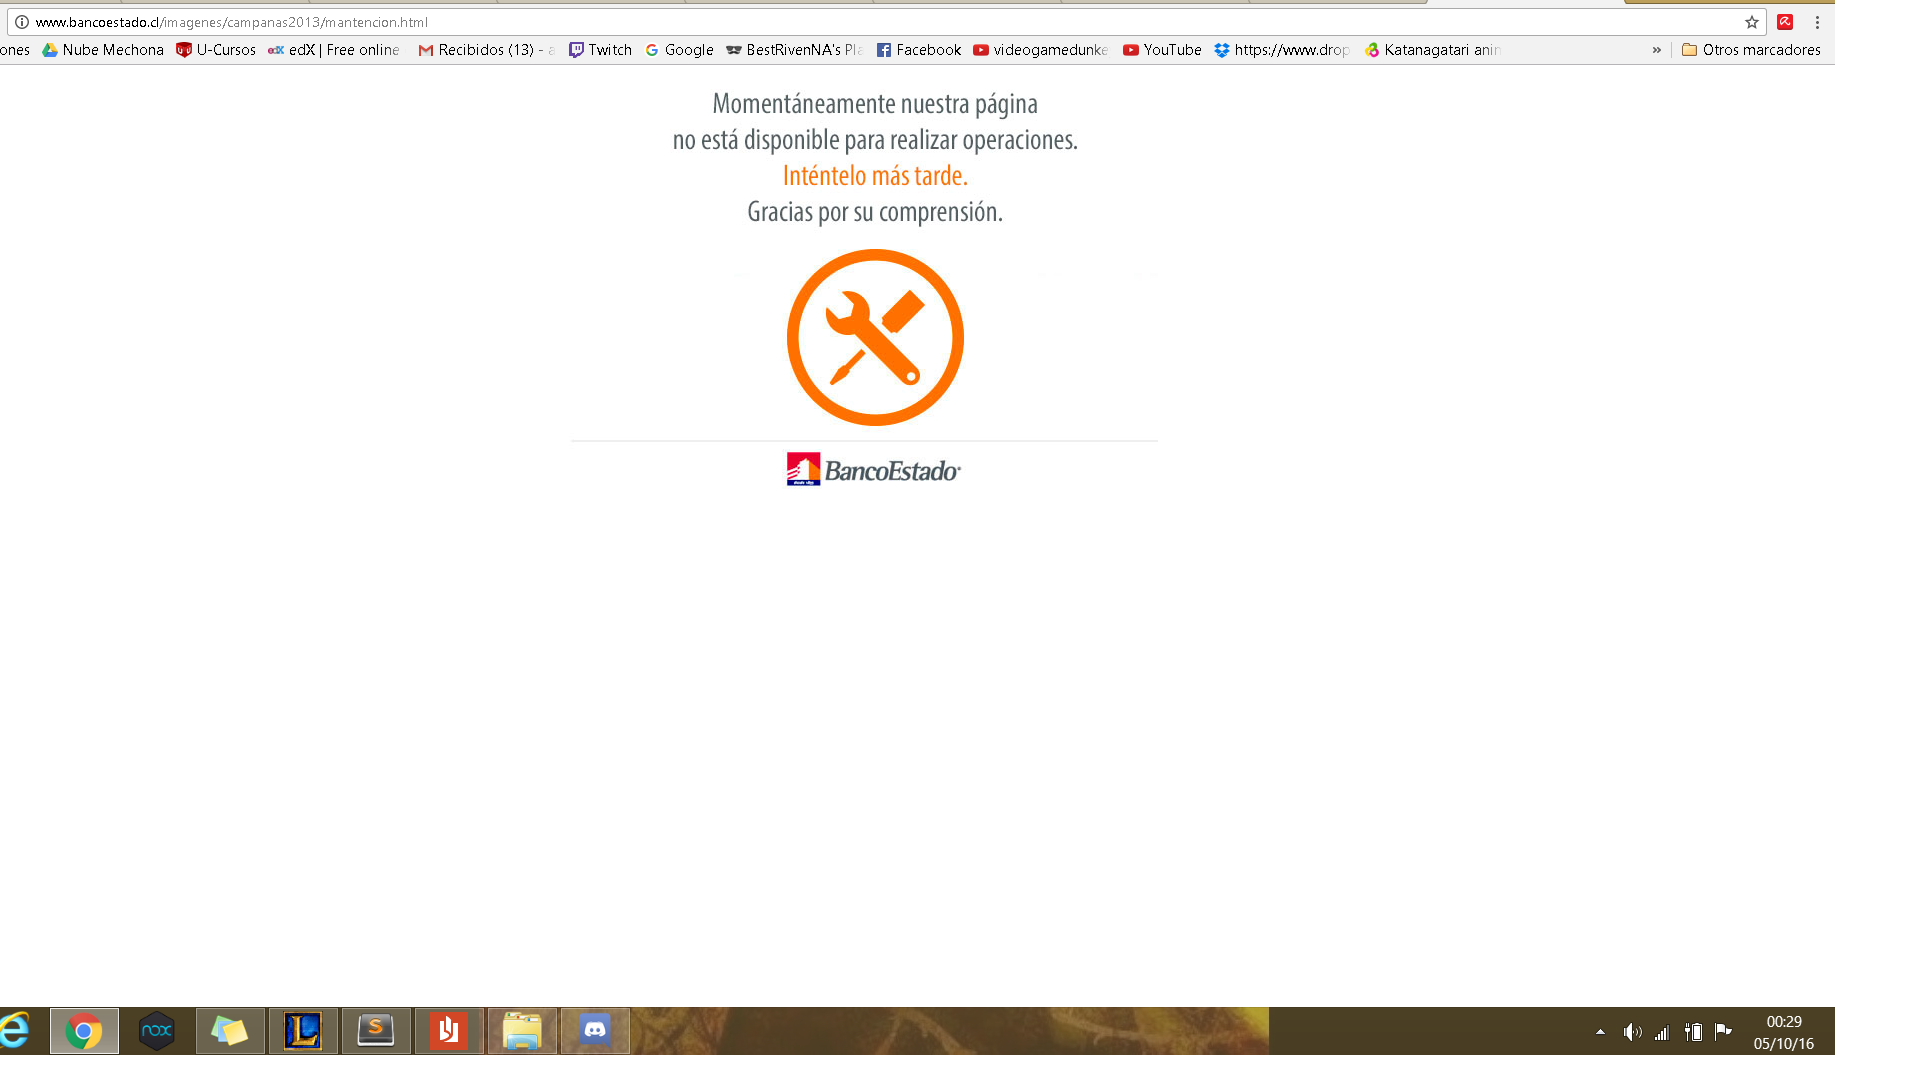 www.bancoestado.cl/imagenes/campanas2013/mantencion.html
ones Nube Mechona U-Cursos edX | Free online Recibidos (13) - a Twitch Google BestRivenNA's Pla Facebook videogamedunke YouTube https://www.drop Katanagatari anin » Otros marcadores
Momentáneamente nuestra página
no está disponible para realizar operaciones.
Inténtelo más tarde.
Gracias por su comprensión.
BancoEstado
nox
00:29
05/10/16